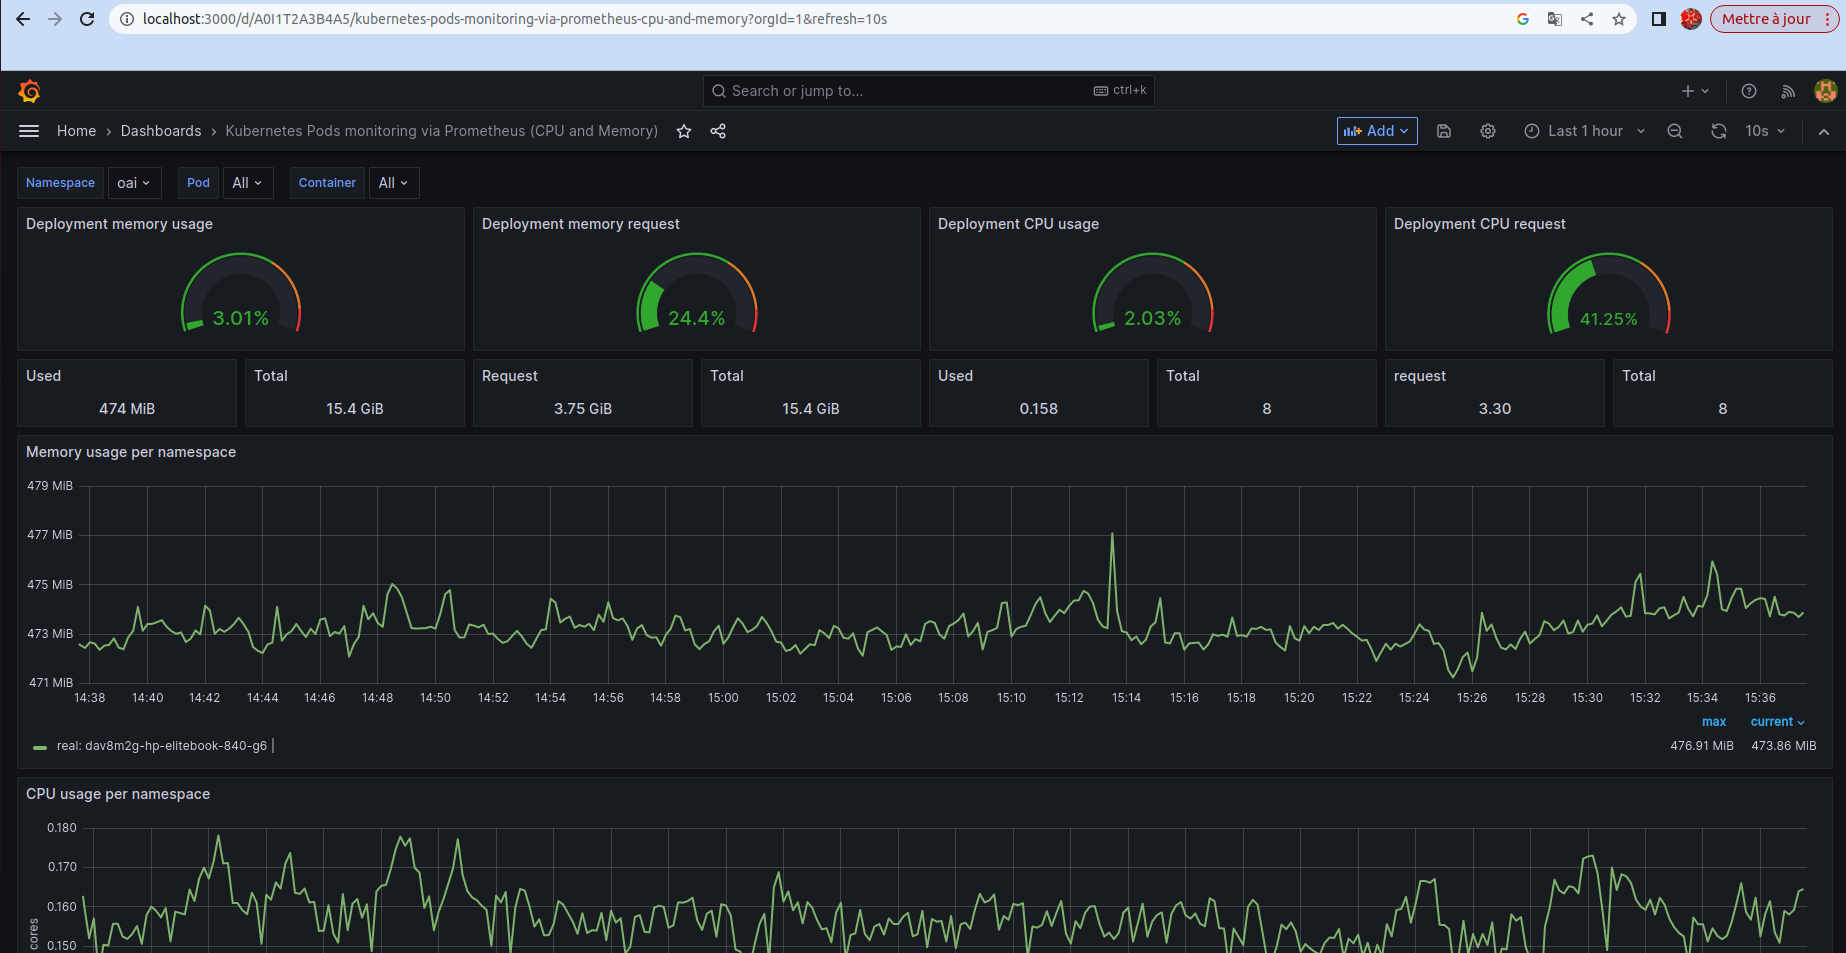 localhost:3000/d/A0I1T2A3B4A5/kubernetes-pods-monitoring-via-prometheus-cpu-and-memory?orgId=1&refresh=10s
Mettre à jour
Search or jump to...
ctrl+k
Home › Dashboards › Kubernetes Pods monitoring via Prometheus (CPU and Memory)
Add
Last 1 hour
10s
Namespace oai Pod All Container All
Deployment memory usage
3.01%
Deployment memory request
24.4%
Deployment CPU usage
2.03%
Deployment CPU request
41.25%
Used
474 MiB
Total
15.4 GiB
Request
3.75 GiB
Total
15.4 GiB
Used
0.158
Total
8
request
3.30
Total
8
Memory usage per namespace
479 MiB
477 MiB
475 MiB
473 MiB
471 MiB
14:38 14:40 14:42 14:44 14:46 14:48 14:50 14:52 14:54 14:56 14:58 15:00 15:02 15:04 15:06 15:08 15:10 15:12 15:14 15:16 15:18 15:20 15:22 15:24 15:26 15:28 15:30 15:32 15:34 15:36
max current
real: dav8m2g-hp-elitebook-840-g6 | 476.91 MiB 473.86 MiB
CPU usage per namespace
0.180
0.170
0.160
0.150
cores